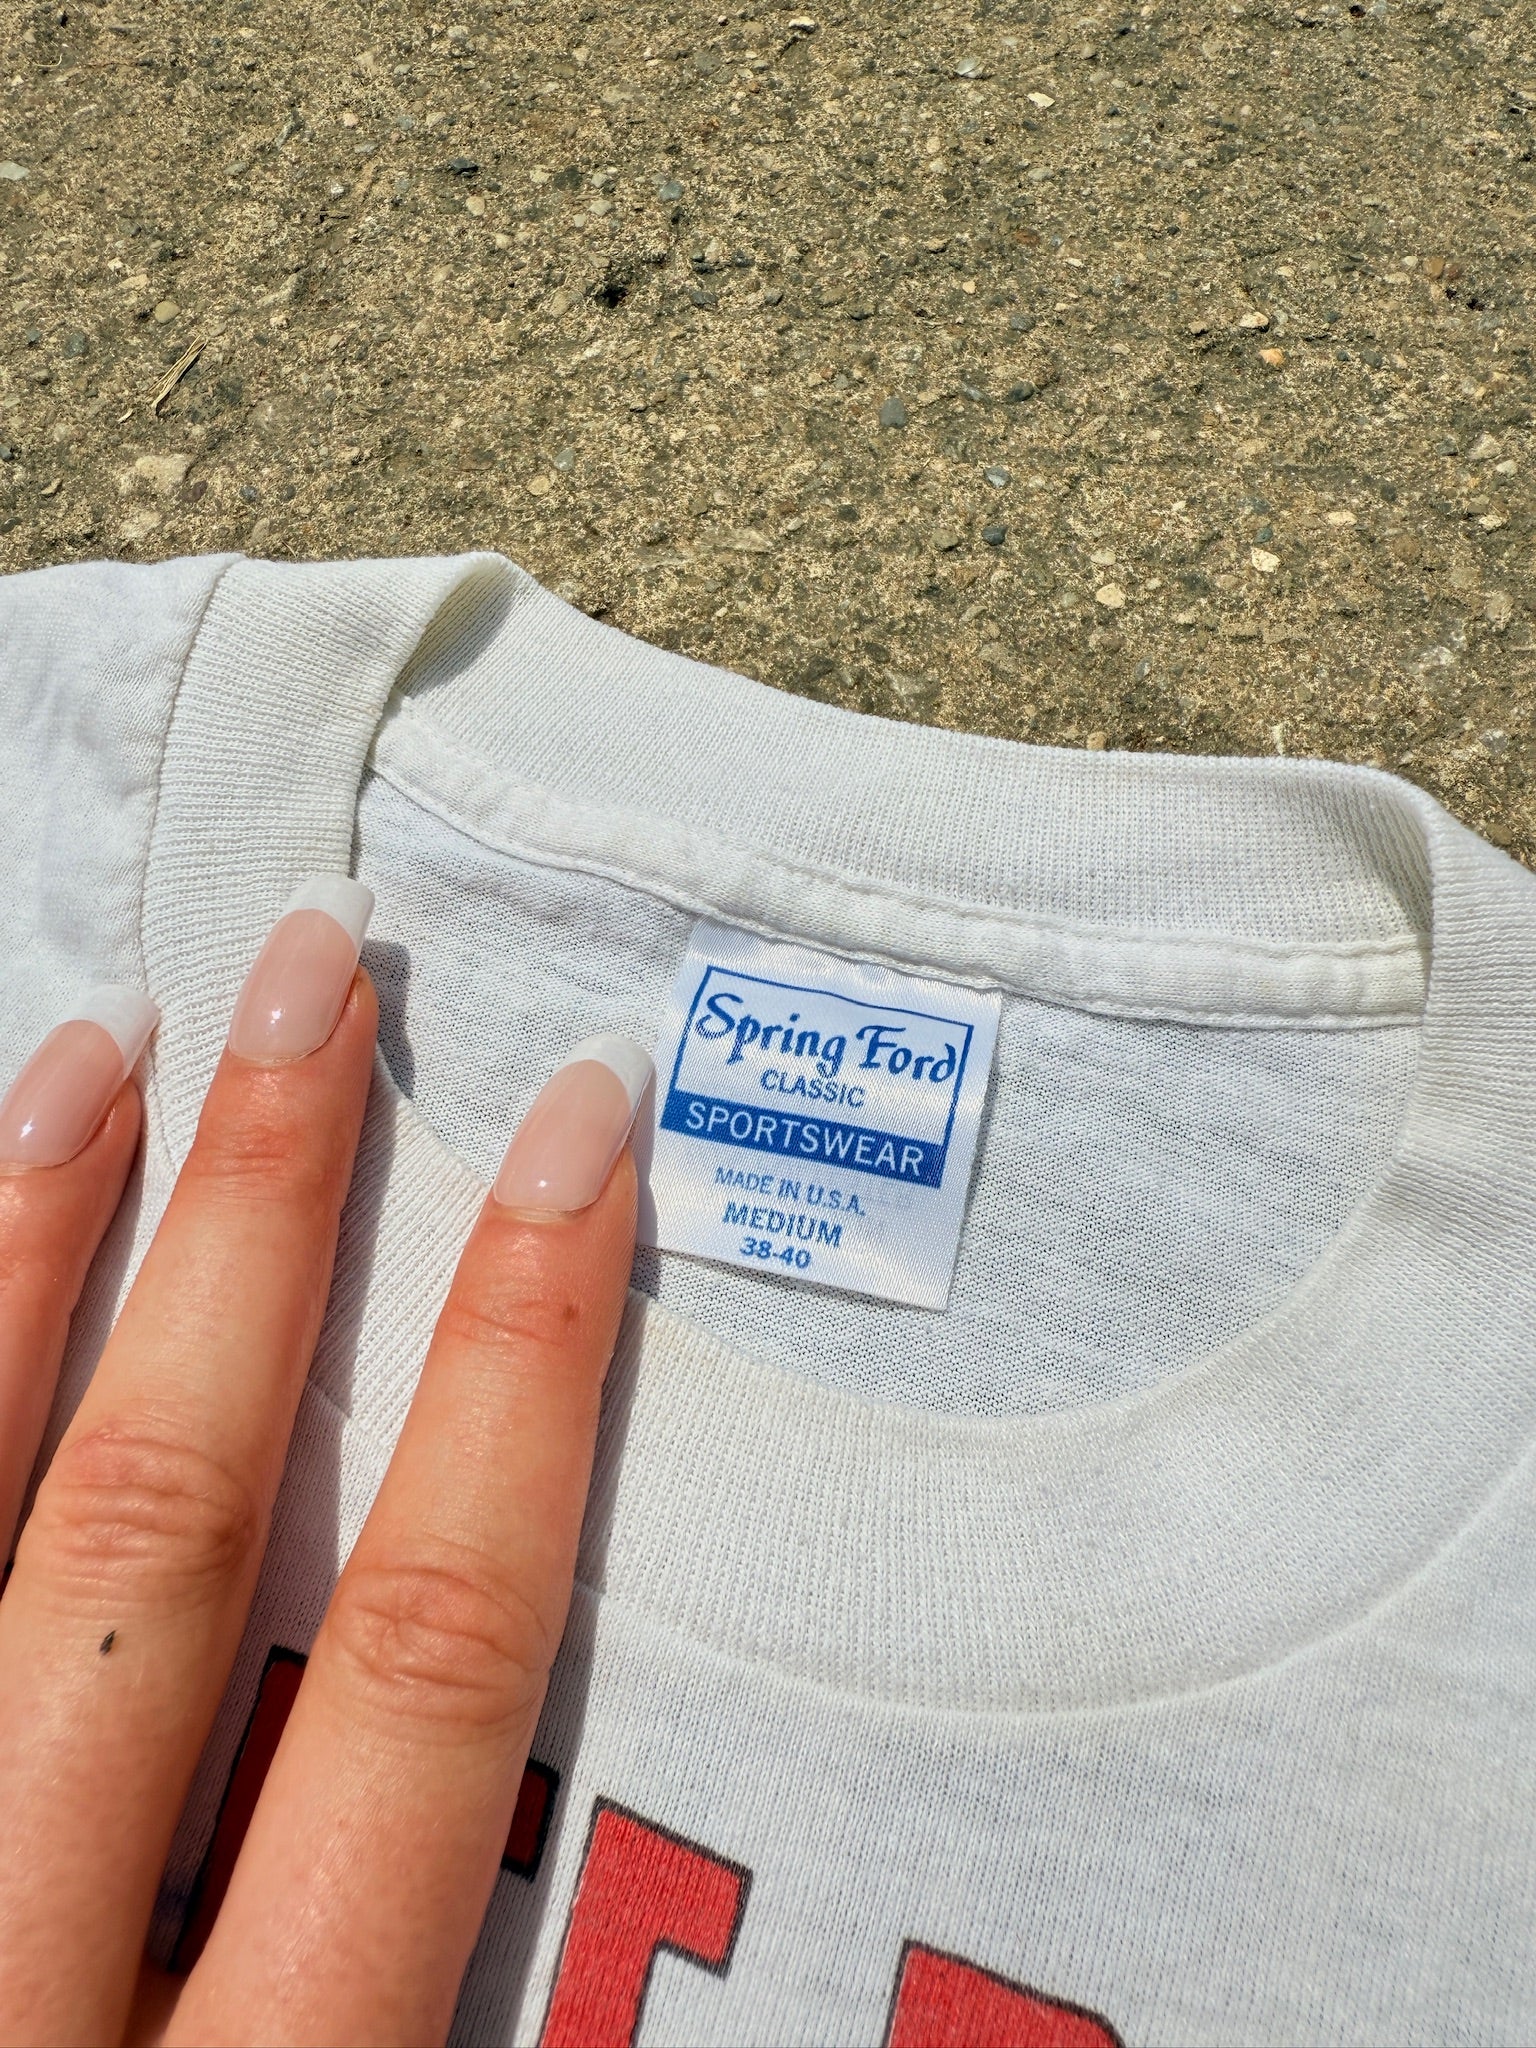 Spring Ford
CLASSIC
SPORTSWEAR
MADE IN U.S.A.
MEDIUM
38-40